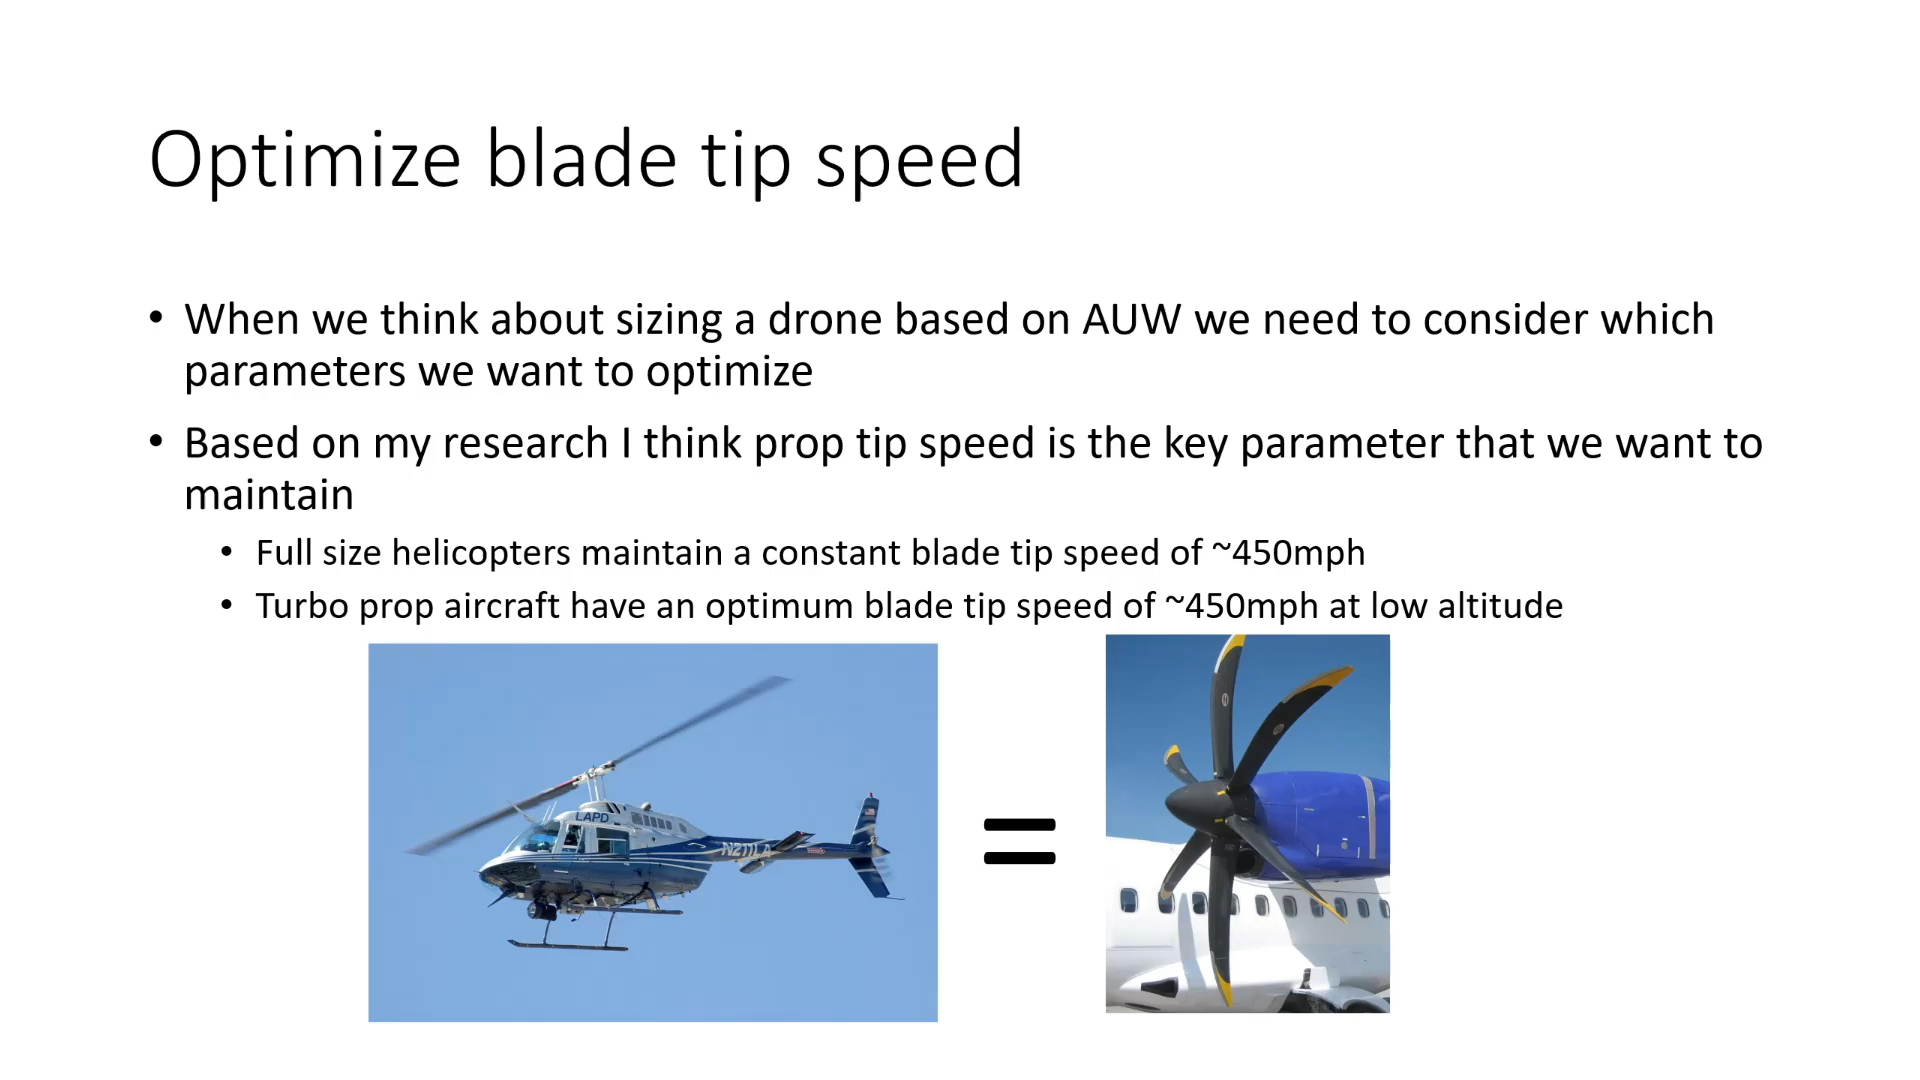 Optimize blade tip speed
• When we think about sizing a drone based on AUW we need to consider which
parameters we want to optimize
• Based on my research I think prop tip speed is the key parameter that we want to
maintain
• Full size helicopters maintain a constant blade tip speed of ~450mph
• Turbo prop aircraft have an optimum blade tip speed of ~450mph at low altitude
LAPD
N211LA
=